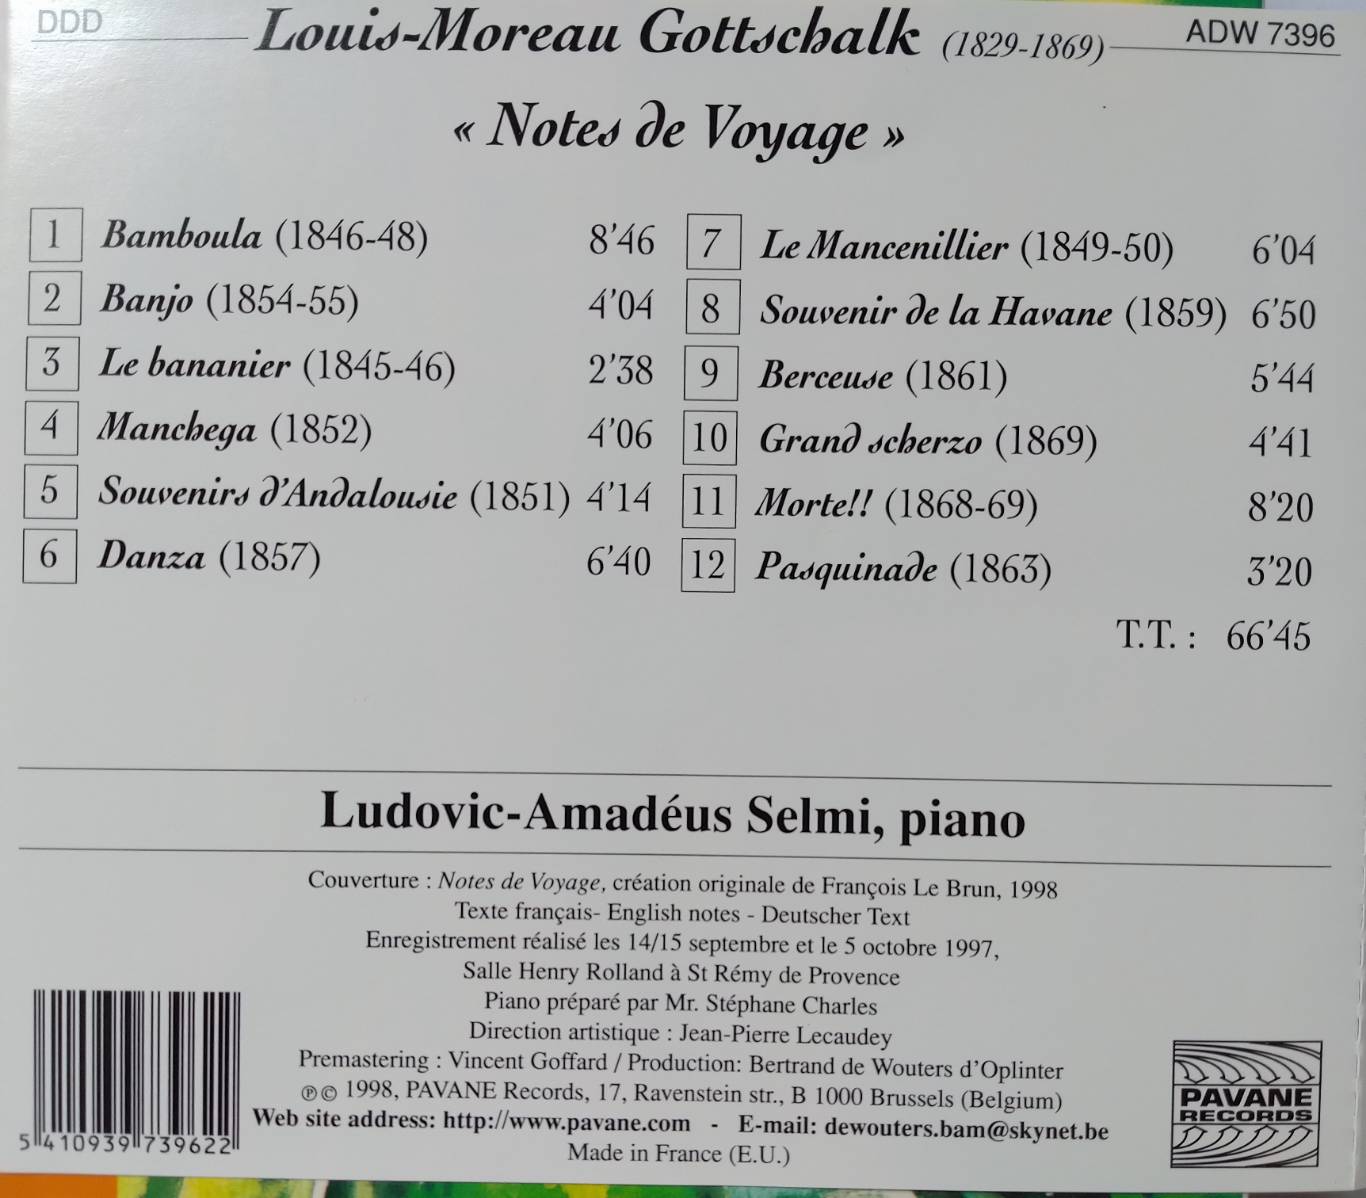 DDD
Louis-Moreau Gottschalk (1829-1869)
ADW 7396
« Notes de Voyage »
1 Bamboula (1846-48) 8'46
2 Banjo (1854-55) 4'04
3 Le bananier (1845-46) 2'38
4 Manchega (1852) 4'06
5 Souvenirs d'Andalousie (1851) 4'14
6 Danza (1857) 6'40
7 Le Mancenillier (1849-50) 6'04
8 Souvenir de la Havane (1859) 6'50
9 Berceuse (1861) 5'44
10 Grand scherzo (1869) 4'41
11 Morte!! (1868-69) 8'20
12 Pasquinade (1863) 3'20
T.T. : 66'45
Ludovic-Amadéus Selmi, piano
Couverture : Notes de Voyage, création originale de François Le Brun, 1998
Texte français- English notes - Deutscher Text
Enregistrement réalisé les 14/15 septembre et le 5 octobre 1997,
Salle Henry Rolland à St Rémy de Provence
Piano préparé par Mr. Stéphane Charles
Direction artistique : Jean-Pierre Lecaudey
Premastering : Vincent Goffard / Production: Bertrand de Wouters d'Oplinter
℗© 1998, PAVANE Records, 17, Ravenstein str., B 1000 Brussels (Belgium)
Web site address: http://www.pavane.com - E-mail: dewouters.bam@skynet.be
Made in France (E.U.)
5 410939 739622
PAVANE
RECORDS